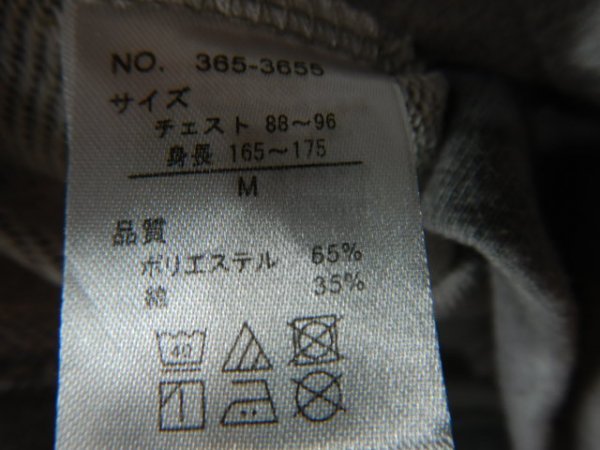 NO. 365-3655
サイズ
チェスト 88〜96
身長 165〜175
M
品質
ポリエステル 65%
綿 35%
40